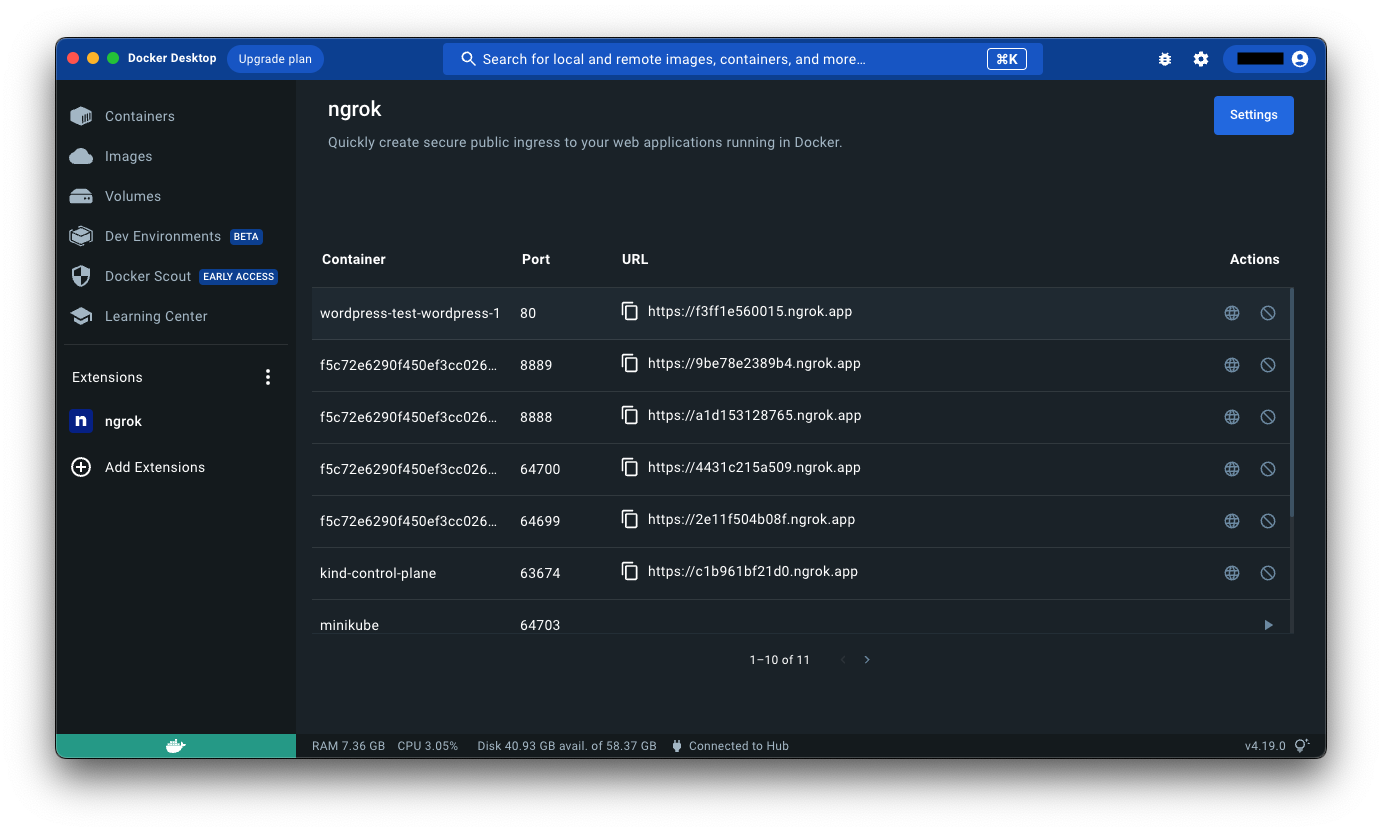 Docker Desktop Upgrade plan Search for local and remote images, containers, and more… ⌘K
Containers
Images
Volumes
Dev Environments BETA
Docker Scout EARLY ACCESS
Learning Center
Extensions
n ngrok
Add Extensions
ngrok
Settings
Quickly create secure public ingress to your web applications running in Docker.
Container Port URL Actions
wordpress-test-wordpress-1 80 https://f3ff1e560015.ngrok.app
f5c72e6290f450ef3cc026… 8889 https://9be78e2389b4.ngrok.app
f5c72e6290f450ef3cc026… 8888 https://a1d153128765.ngrok.app
f5c72e6290f450ef3cc026… 64700 https://4431c215a509.ngrok.app
f5c72e6290f450ef3cc026… 64699 https://2e11f504b08f.ngrok.app
kind-control-plane 63674 https://c1b961bf21d0.ngrok.app
minikube 64703
1–10 of 11
RAM 7.36 GB CPU 3.05% Disk 40.93 GB avail. of 58.37 GB Connected to Hub v4.19.0